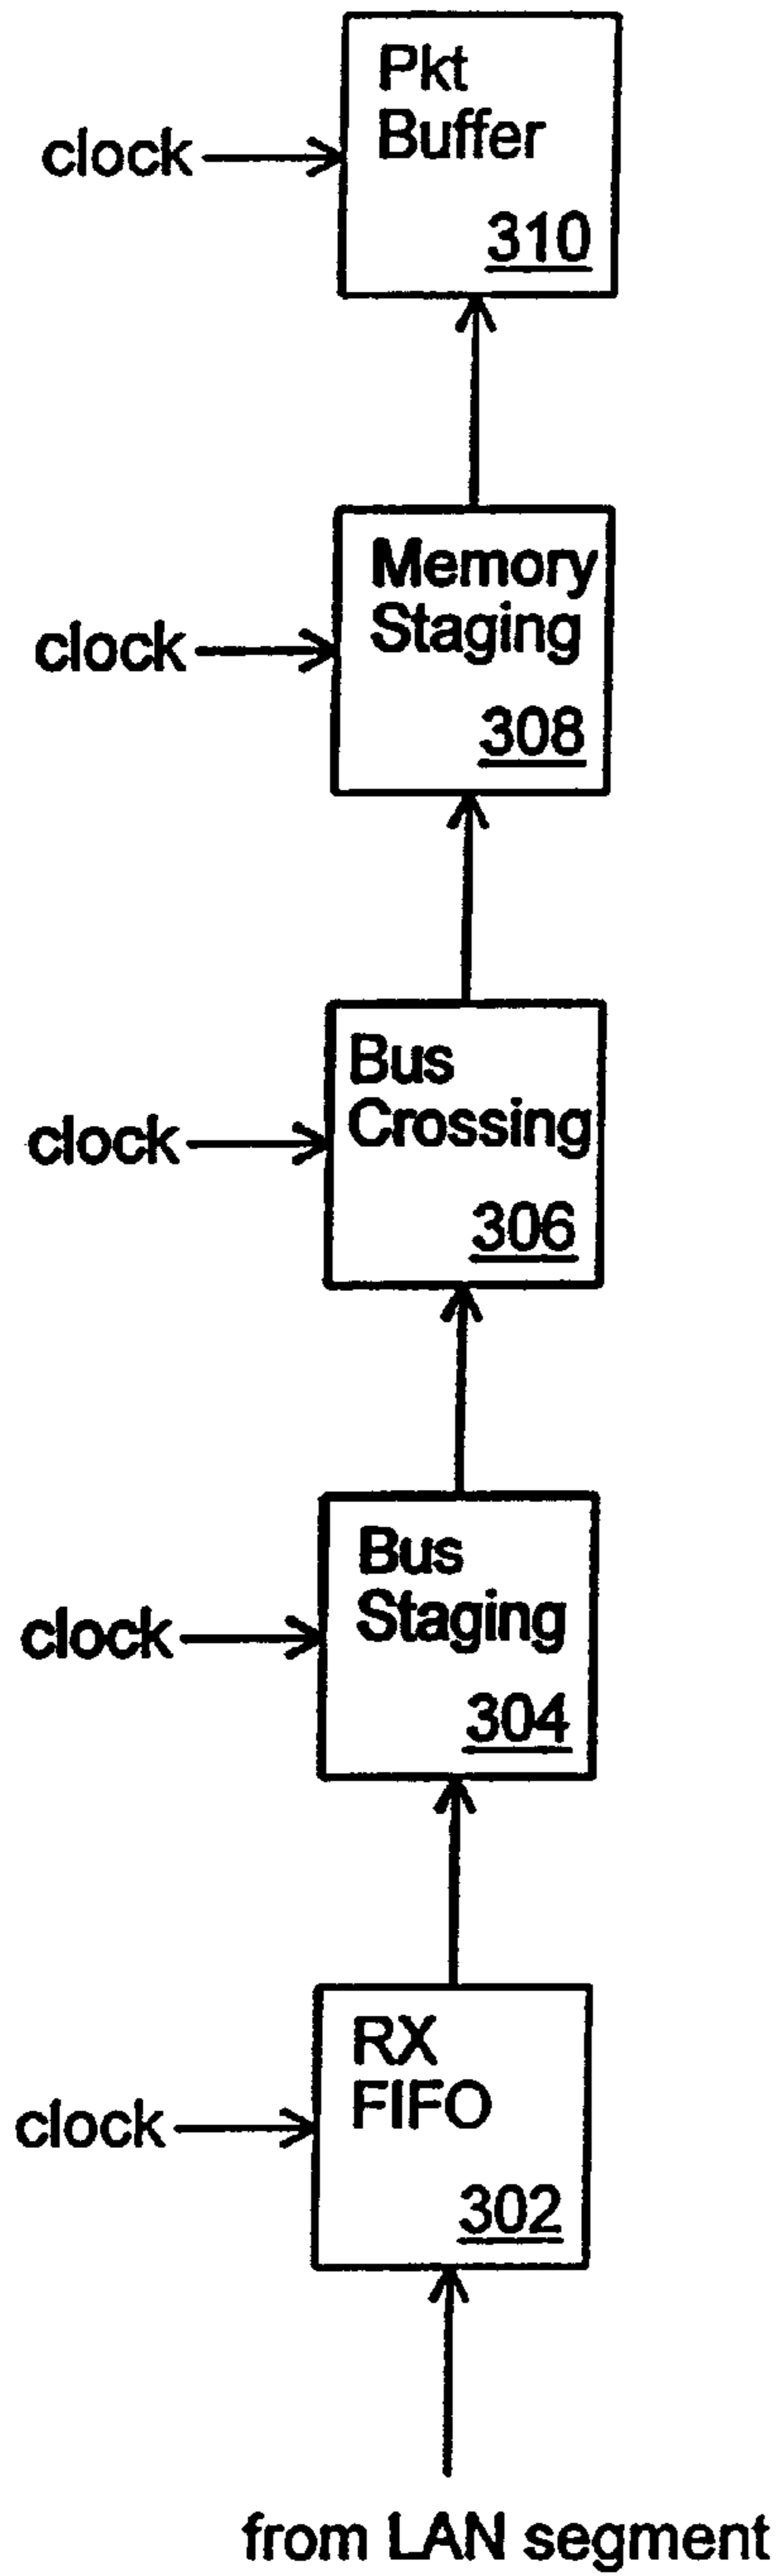 Pkt
Buffer
clock
310
Memory
Staging
clock
308
Bus
Crossing
clock
306
Bus
Staging
clock
304
RX
FIFO
clock
302
from LAN segment